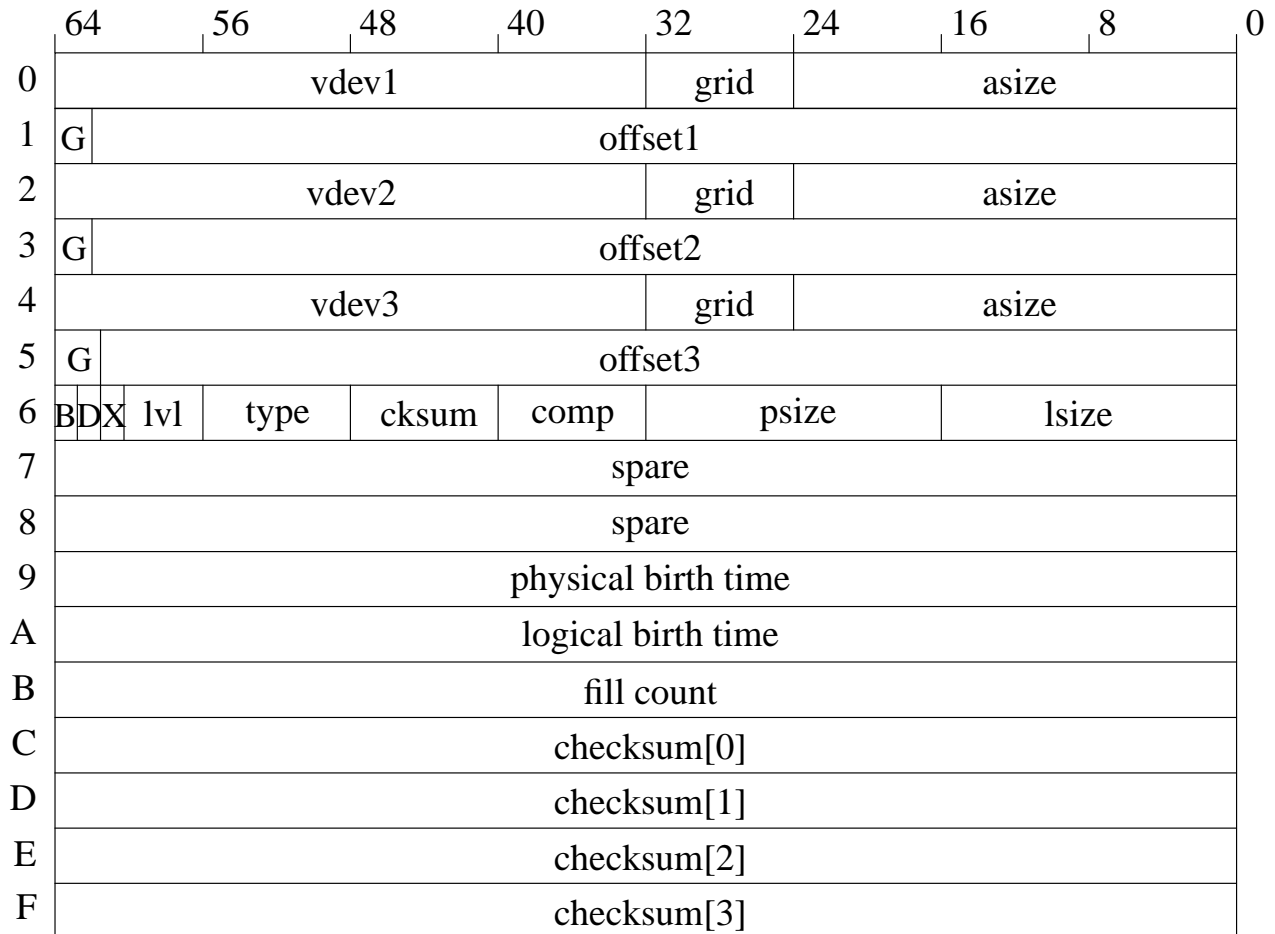 64 56 48 40 32 24 16 8 0
0 vdev1 grid asize
1 G offset1
2 vdev2 grid asize
3 G offset2
4 vdev3 grid asize
5 G offset3
6 B D X lvl type cksum comp psize lsize
7 spare
8 spare
9 physical birth time
A logical birth time
B fill count
C checksum[0]
D checksum[1]
E checksum[2]
F checksum[3]